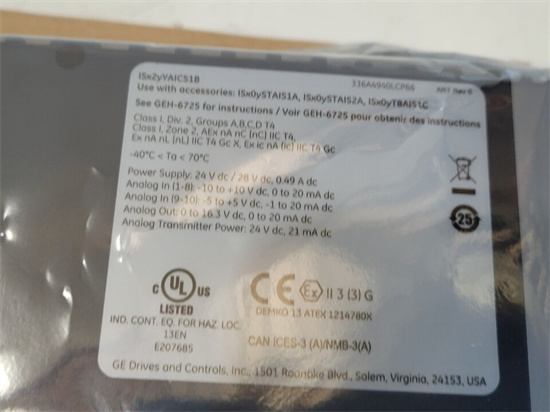 ISx2yYAICS1B
336A4940LCP66
ART Rev 6
Use with accessories: ISx0ySTAIS1A, ISx0ySTAIS2A, ISx0yTBAIS1C
See GEH-6725 for instructions / Voir GEH-6725 pour obtenir des instructions
Class I, Div. 2, Groups A,B,C,D T4
Class I, Zone 2, AEx nA nC [nC] IIC T4,
Ex nA nL [nL] IIC T4 Gc X, Ex ic nA (ic) IIC T4 Gc
-40°C < Ta < 70°C
Power Supply: 24 V dc / 28 V dc, 0.49 A dc
Analog In (1-8): -10 to +10 V dc, 0 to 20 mA dc
Analog In (9-10): -5 to +5 V dc, -1 to 20 mA dc
Analog Out: 0 to 16.3 V dc, 0 to 20 mA dc
Analog Transmitter Power: 24 V dc, 21 mA dc
25
C UL US
LISTED
IND. CONT. EQ. FOR HAZ. LOC.
13EN
E207685
CE Ex II 3 (3) G
DEMKO 13 ATEX 1214780X
CAN ICES-3 (A)/NMB-3(A)
GE Drives and Controls, Inc., 1501 Roanoke Blvd., Salem, Virginia, 24153, USA